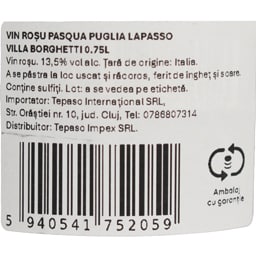 VIN ROȘU PASQUA PUGLIA LAPASSO
VILLA BORGHETTI 0.75L
Vin roșu. 13,5% vol alc. Țară de origine: Italia.
A se păstra la loc uscat și răcoros, ferit de îngheț și soare.
Conține sulfiți. Lot: a se vedea pe etichetă.
Importator: Tepaso International SRL,
Str. Orăștiei nr. 10, jud. Cluj, Tel: 0786807314
Distribuitor: Tepaso Impex SRL.
5 940541 752059
Ambalaj
cu garanție